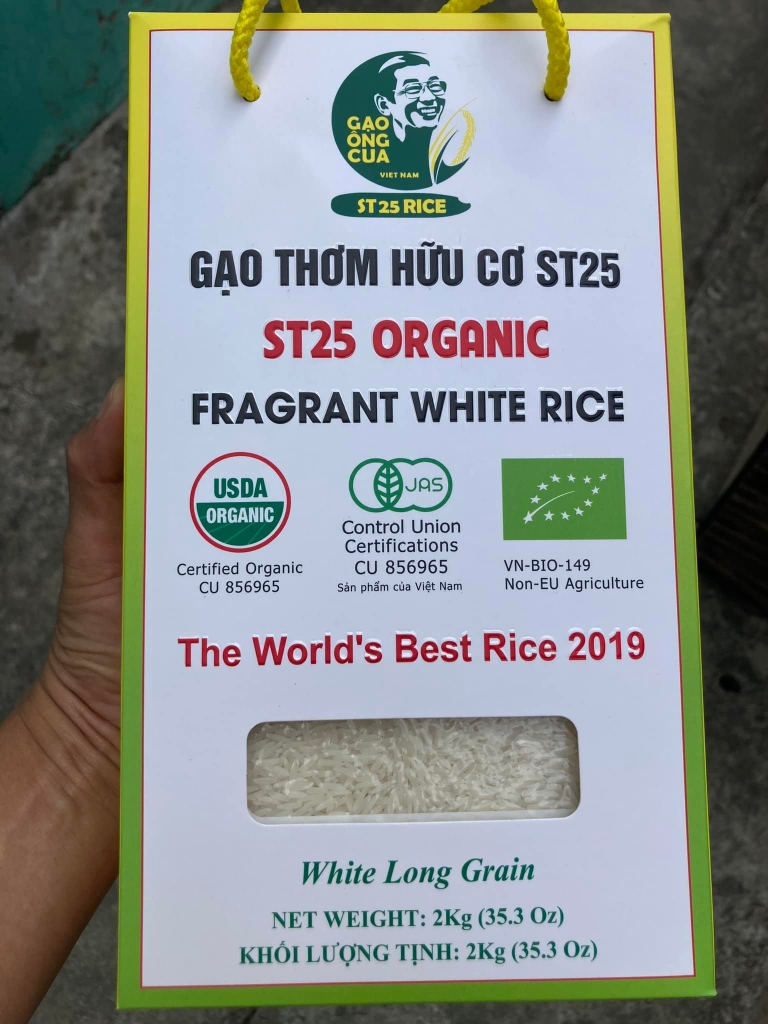 GẠO
ÔNG
CUA
VIET NAM
ST25 RICE
GẠO THƠM HỮU CƠ ST25
ST25 ORGANIC
FRAGRANT WHITE RICE
USDA
ORGANIC
Certified Organic
CU 856965
JAS
Control Union
Certifications
CU 856965
Sản phẩm của Việt Nam
VN-BIO-149
Non-EU Agriculture
The World's Best Rice 2019
White Long Grain
NET WEIGHT: 2Kg (35.3 Oz)
KHỐI LƯỢNG TỊNH: 2Kg (35.3 Oz)